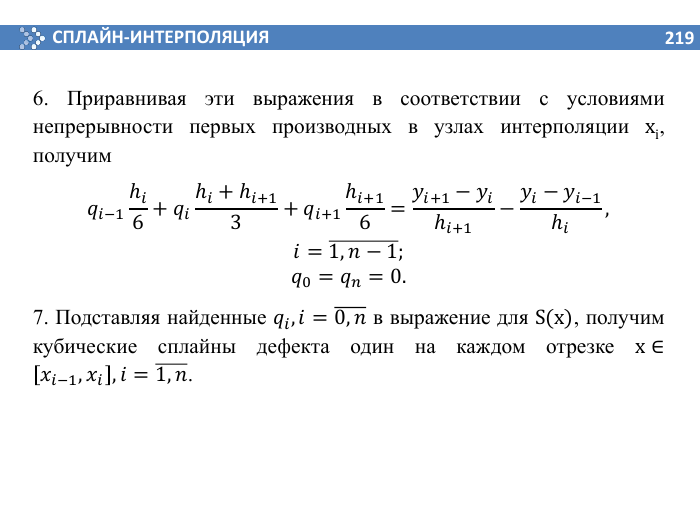 СПЛАЙН-ИНТЕРПОЛЯЦИЯ 219
6. Приравнивая эти выражения в соответствии с условиями
непрерывности первых производных в узлах интерполяции xᵢ,
получим
$q_{i-1}\frac{h_i}{6} + q_i\frac{h_i + h_{i+1}}{3} + q_{i+1}\frac{h_{i+1}}{6} = \frac{y_{i+1} - y_i}{h_{i+1}} - \frac{y_i - y_{i-1}}{h_i},$
$i = \overline{1, n-1};$
$q_0 = q_n = 0.$
7. Подставляя найденные $q_i, i = \overline{0, n}$ в выражение для S(x), получим
кубические сплайны дефекта один на каждом отрезке x ∈
$[x_{i-1}, x_i], i = \overline{1, n}.$